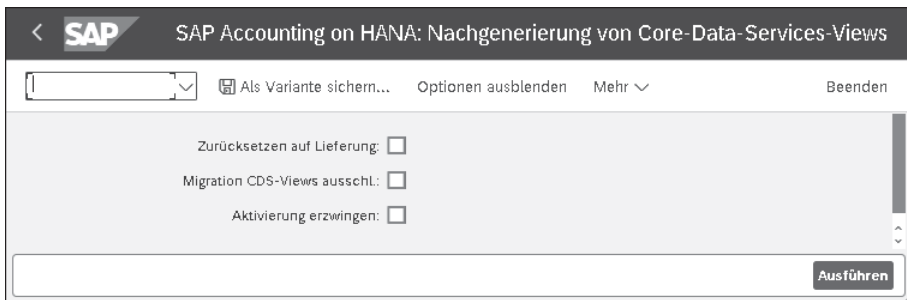 SAP SAP Accounting on HANA: Nachgenerierung von Core-Data-Services-Views
Als Variante sichern... Optionen ausblenden Mehr Beenden
Zurücksetzen auf Lieferung:
Migration CDS-Views ausschl.:
Aktivierung erzwingen:
Ausführen